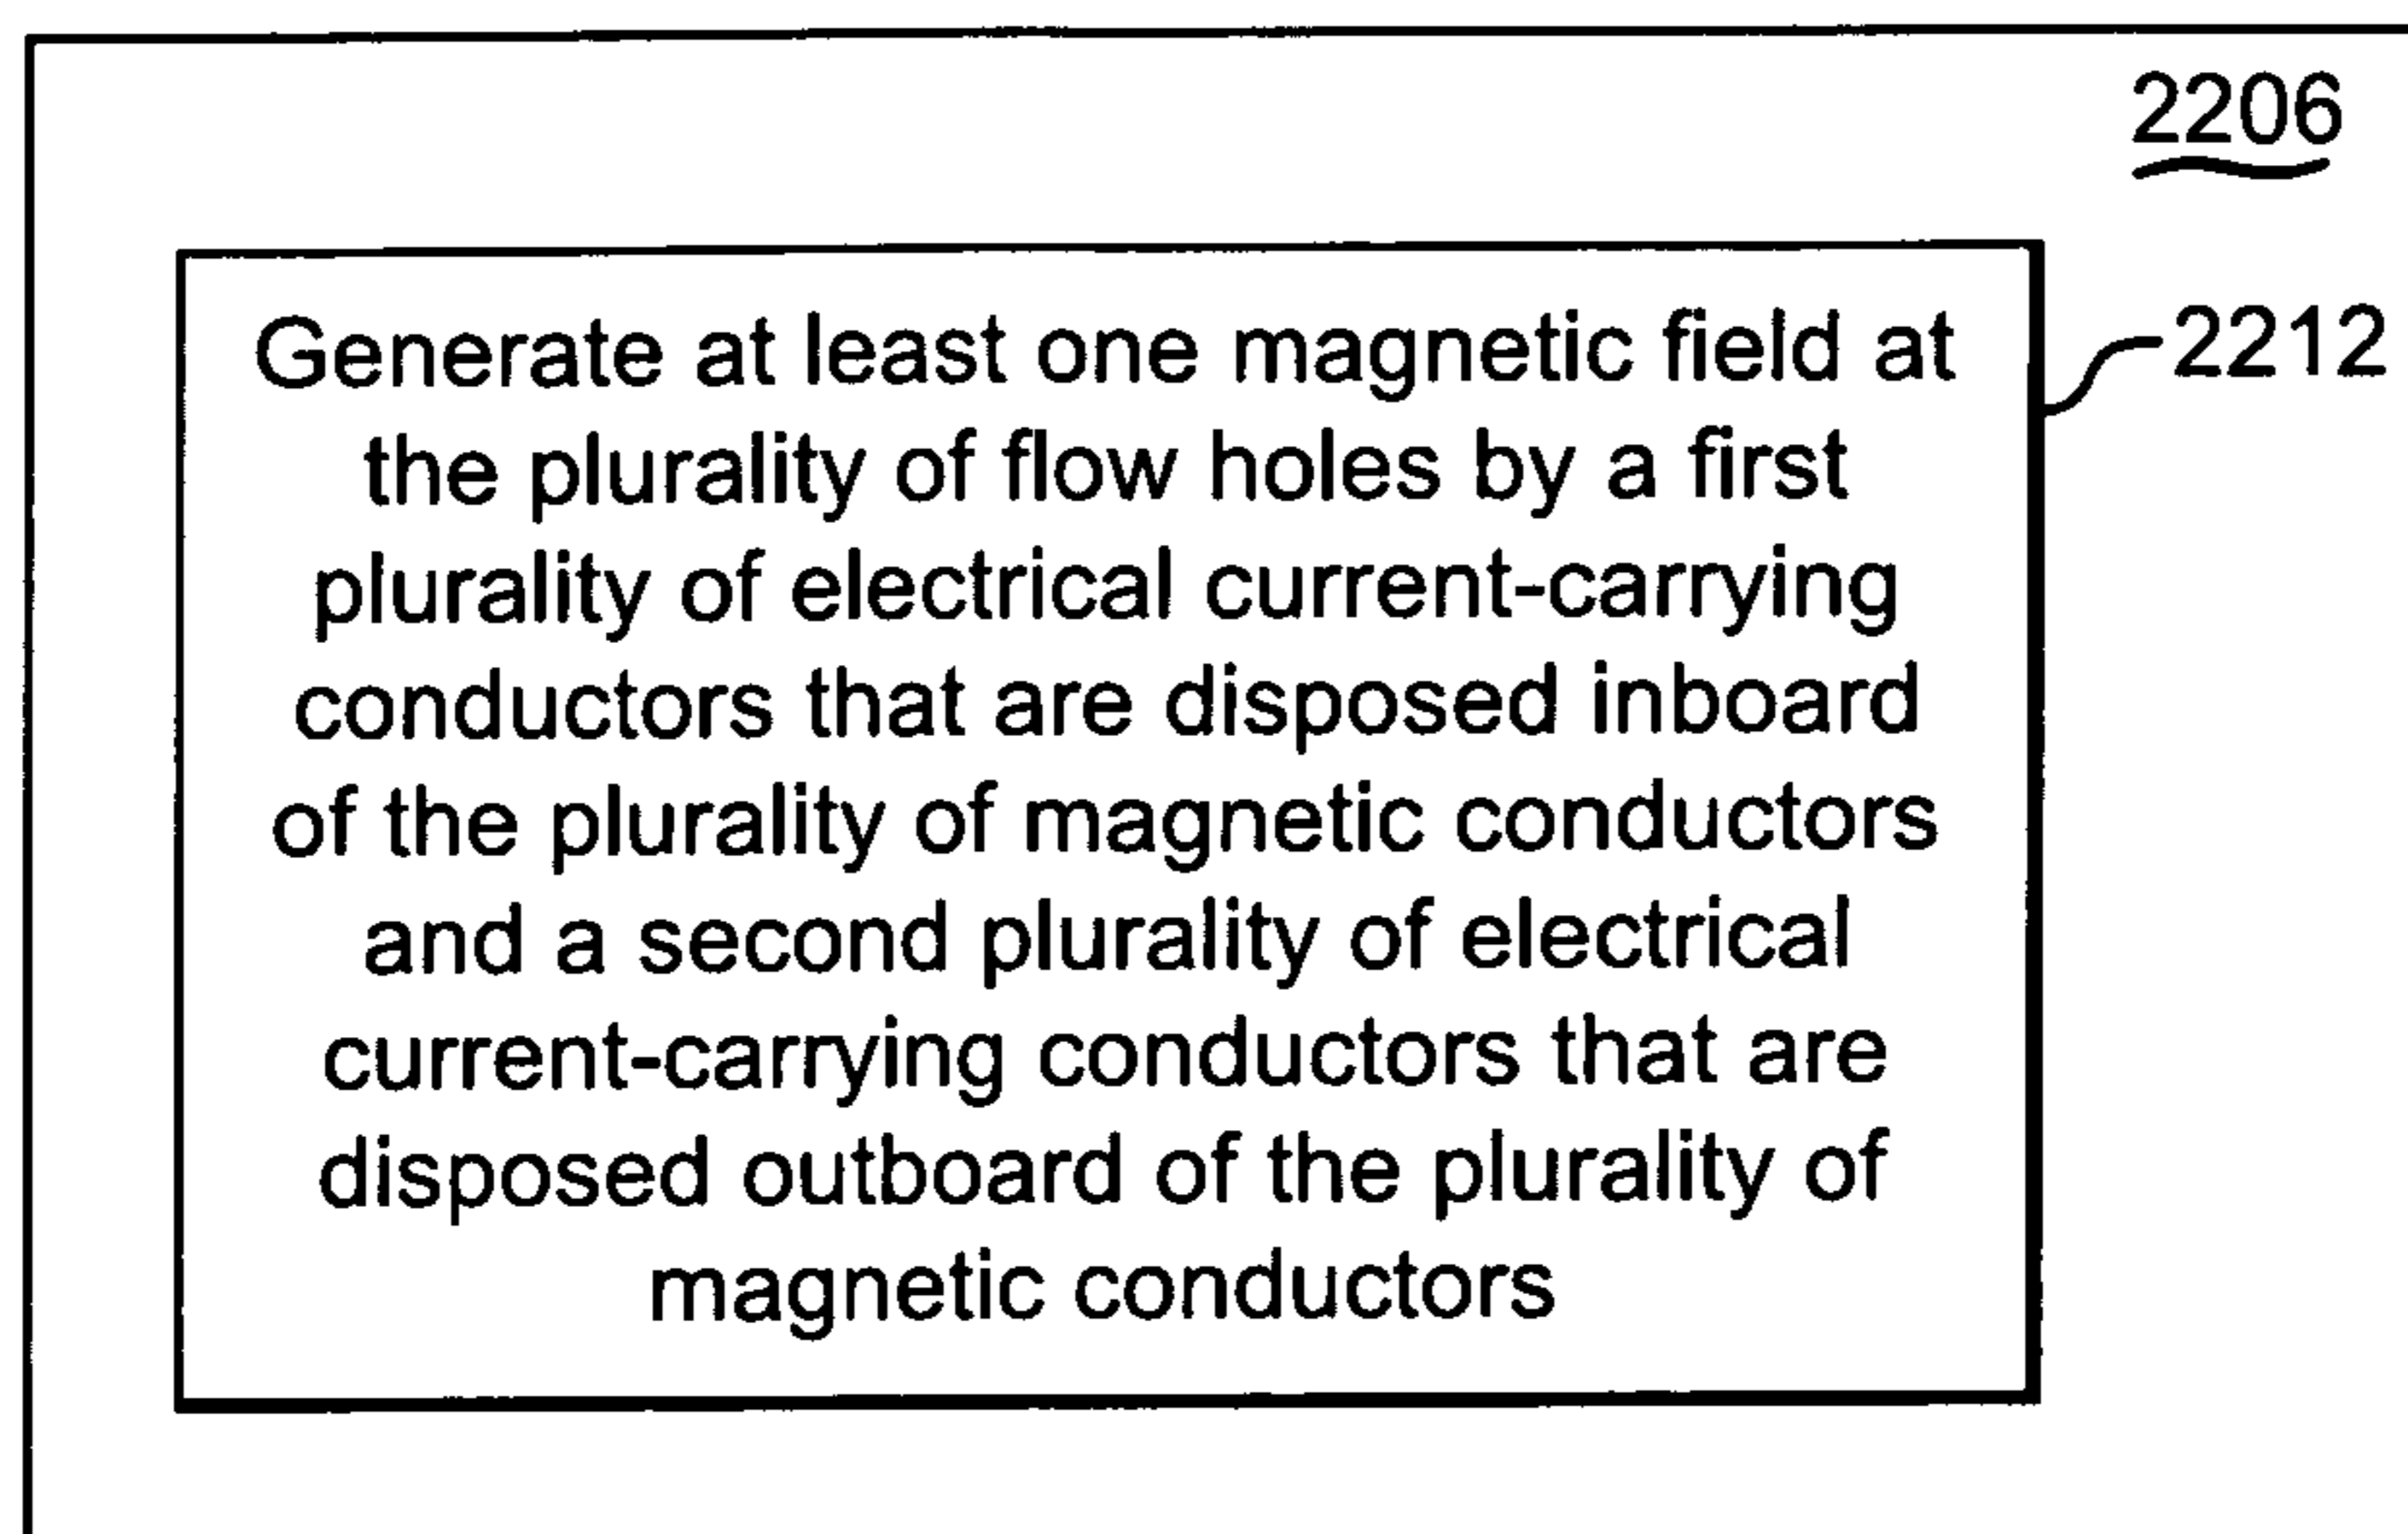 2206
Generate at least one magnetic field at
2212
the plurality of flow holes by a first
plurality of electrical current-carrying
conductors that are disposed inboard
of the plurality of magnetic conductors
and a second plurality of electrical
current-carrying conductors that are
disposed outboard of the plurality of
magnetic conductors